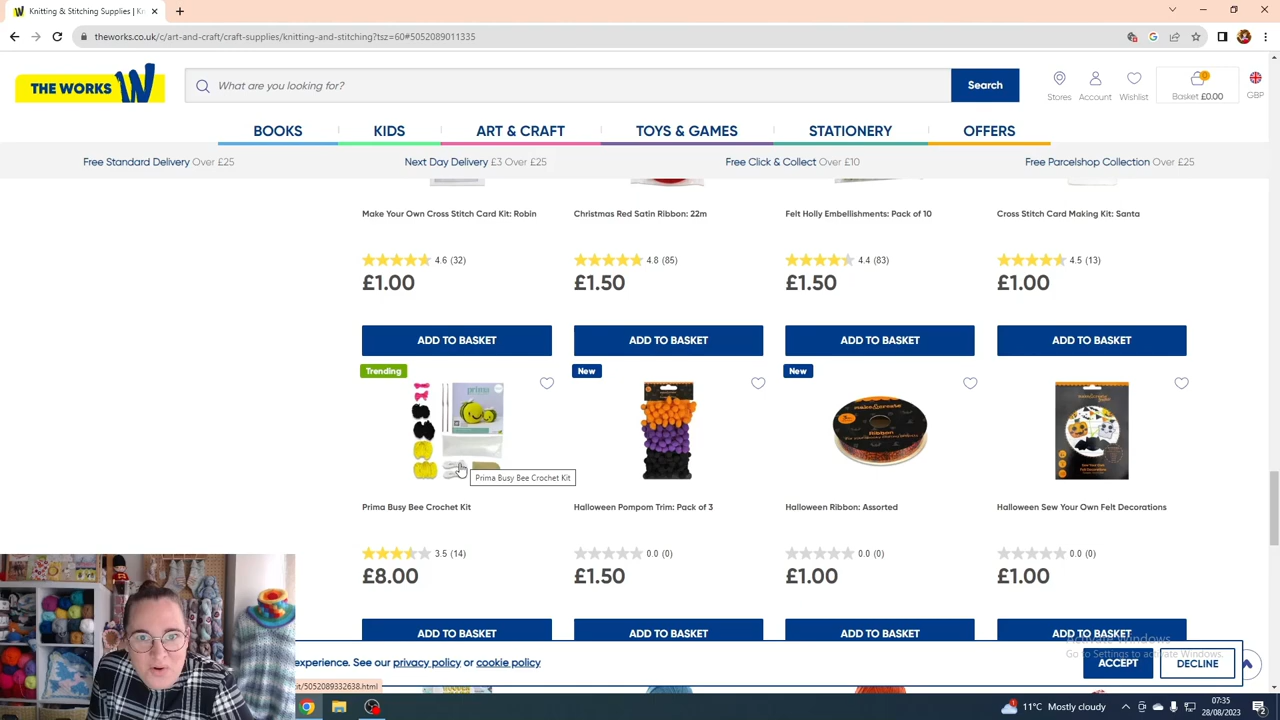 Knitting & Stitching Supplies |
theworks.co.uk/c/art-and-craft/craft-supplies/knitting-and-stitching?tsz=60#5052089011335
THE WORKS
What are you looking for?
Search
Stores
Account
Wishlist
0
Basket £0.00
GBP
BOOKS
KIDS
ART & CRAFT
TOYS & GAMES
STATIONERY
OFFERS
Free Standard Delivery Over £25
Next Day Delivery £3 Over £25
Free Click & Collect Over £10
Free Parcelshop Collection Over £25
Make Your Own Cross Stitch Card Kit: Robin
Christmas Red Satin Ribbon: 22m
Felt Holly Embellishments: Pack of 10
Cross Stitch Card Making Kit: Santa
4.6 (32)
4.8 (85)
4.4 (83)
4.5 (13)
£1.00
£1.50
£1.50
£1.00
ADD TO BASKET
ADD TO BASKET
ADD TO BASKET
ADD TO BASKET
Trending
New
New
prima
Prima Busy Bee Crochet Kit
Prima Busy Bee Crochet Kit
Halloween Pompom Trim: Pack of 3
Halloween Ribbon: Assorted
Halloween Sew Your Own Felt Decorations
3.5 (14)
0.0 (0)
0.0 (0)
0.0 (0)
£8.00
£1.50
£1.00
£1.00
ADD TO BASKET
ADD TO BASKET
ADD TO BASKET
ADD TO BASKET
Activate Windows
Go to Settings to activate Windows.
experience. See our privacy policy or cookie policy
ACCEPT
DECLINE
it/5052089332638.html
11°C Mostly cloudy
07:35
28/08/2023
2